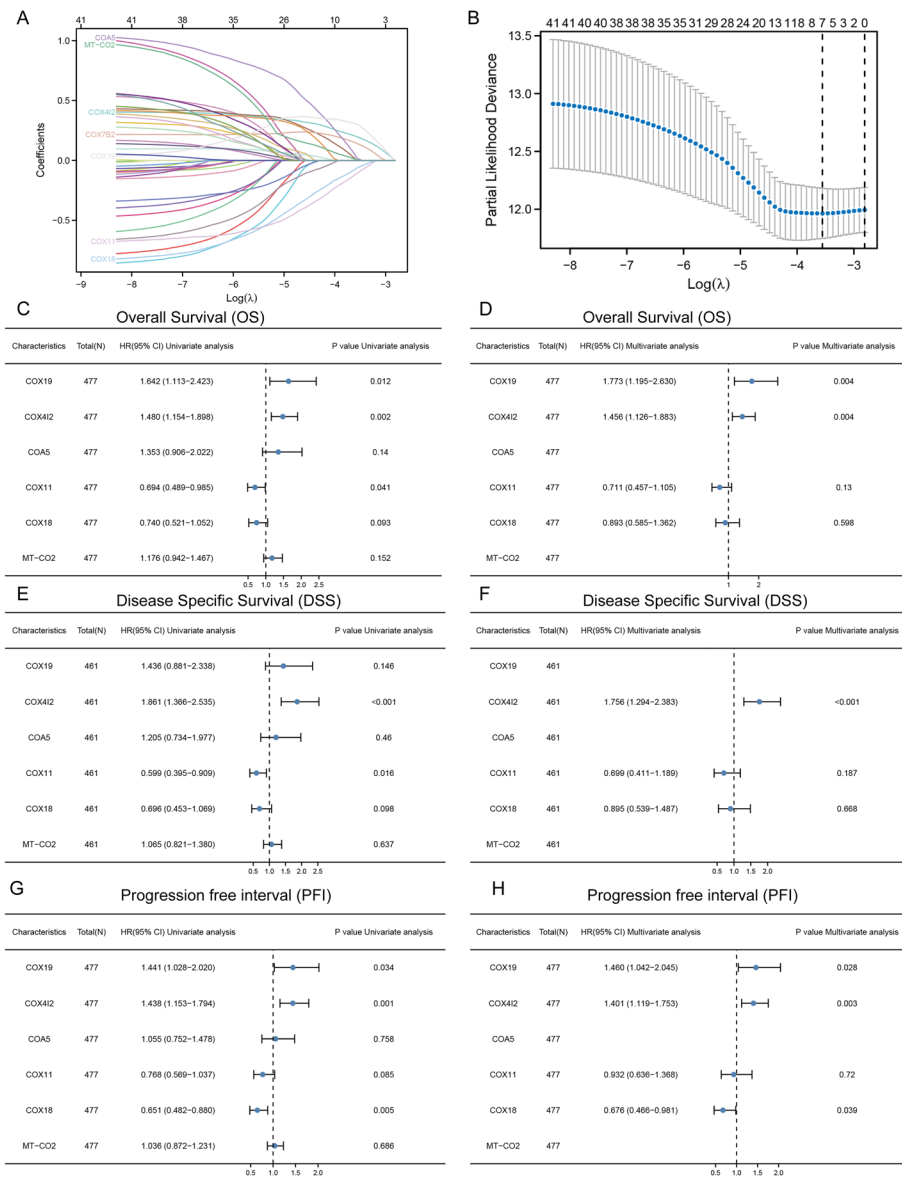 A
41 41 38 35 26 10 3
1.0
0.5
0.0
−0.5
Coefficients
COA5
MT−CO2
COX4I2
COX7B2
COX11
COX18
−9 −8 −7 −6 −5 −4 −3
Log(λ)
B
41 41 40 40 38 38 35 35 31 29 28 24 20 13 11 8 8 7 5 3 2 0
13.5
13.0
12.5
12.0
Partial Likelihood Deviance
−8 −7 −6 −5 −4 −3
Log(λ)
C
Overall Survival (OS)
Characteristics Total(N) HR(95% CI) Univariate analysis P value Univariate analysis
COX19 477 1.642 (1.113−2.423) 0.012
COX4I2 477 1.480 (1.154−1.898) 0.002
COA5 477 1.353 (0.906−2.022) 0.14
COX11 477 0.694 (0.489−0.985) 0.041
COX18 477 0.740 (0.521−1.052) 0.093
MT−CO2 477 1.176 (0.942−1.467) 0.152
0.5 1.0 1.5 2.0 2.5
D
Overall Survival (OS)
Characteristics Total(N) HR(95% CI) Multivariate analysis P value Multivariate analysis
COX19 477 1.773 (1.195−2.630) 0.004
COX4I2 477 1.456 (1.126−1.883) 0.004
COA5 477
COX11 477 0.711 (0.457−1.105) 0.13
COX18 477 0.893 (0.585−1.362) 0.598
MT−CO2 477
1 2
E
Disease Specific Survival (DSS)
Characteristics Total(N) HR(95% CI) Univariate analysis P value Univariate analysis
COX19 461 1.436 (0.881−2.338) 0.146
COX4I2 461 1.861 (1.366−2.535) <0.001
COA5 461 1.205 (0.734−1.977) 0.46
COX11 461 0.599 (0.395−0.909) 0.016
COX18 461 0.696 (0.453−1.069) 0.098
MT−CO2 461 1.065 (0.821−1.380) 0.637
0.5 1.0 1.5 2.0 2.5
F
Disease Specific Survival (DSS)
Characteristics Total(N) HR(95% CI) Multivariate analysis P value Multivariate analysis
COX19 461
COX4I2 461 1.756 (1.294−2.383) <0.001
COA5 461
COX11 461 0.699 (0.411−1.189) 0.187
COX18 461 0.895 (0.539−1.487) 0.668
MT−CO2 461
0.5 1.0 1.5 2.0
G
Progression free interval (PFI)
Characteristics Total(N) HR(95% CI) Univariate analysis P value Univariate analysis
COX19 477 1.441 (1.028−2.020) 0.034
COX4I2 477 1.438 (1.153−1.794) 0.001
COA5 477 1.055 (0.752−1.478) 0.758
COX11 477 0.768 (0.569−1.037) 0.085
COX18 477 0.651 (0.482−0.880) 0.005
MT−CO2 477 1.036 (0.872−1.231) 0.686
0.5 1.0 1.5 2.0
H
Progression free interval (PFI)
Characteristics Total(N) HR(95% CI) Multivariate analysis P value Multivariate analysis
COX19 477 1.460 (1.042−2.045) 0.028
COX4I2 477 1.401 (1.119−1.753) 0.003
COA5 477
COX11 477 0.932 (0.636−1.368) 0.72
COX18 477 0.676 (0.466−0.981) 0.039
MT−CO2 477
0.5 1.0 1.5 2.0